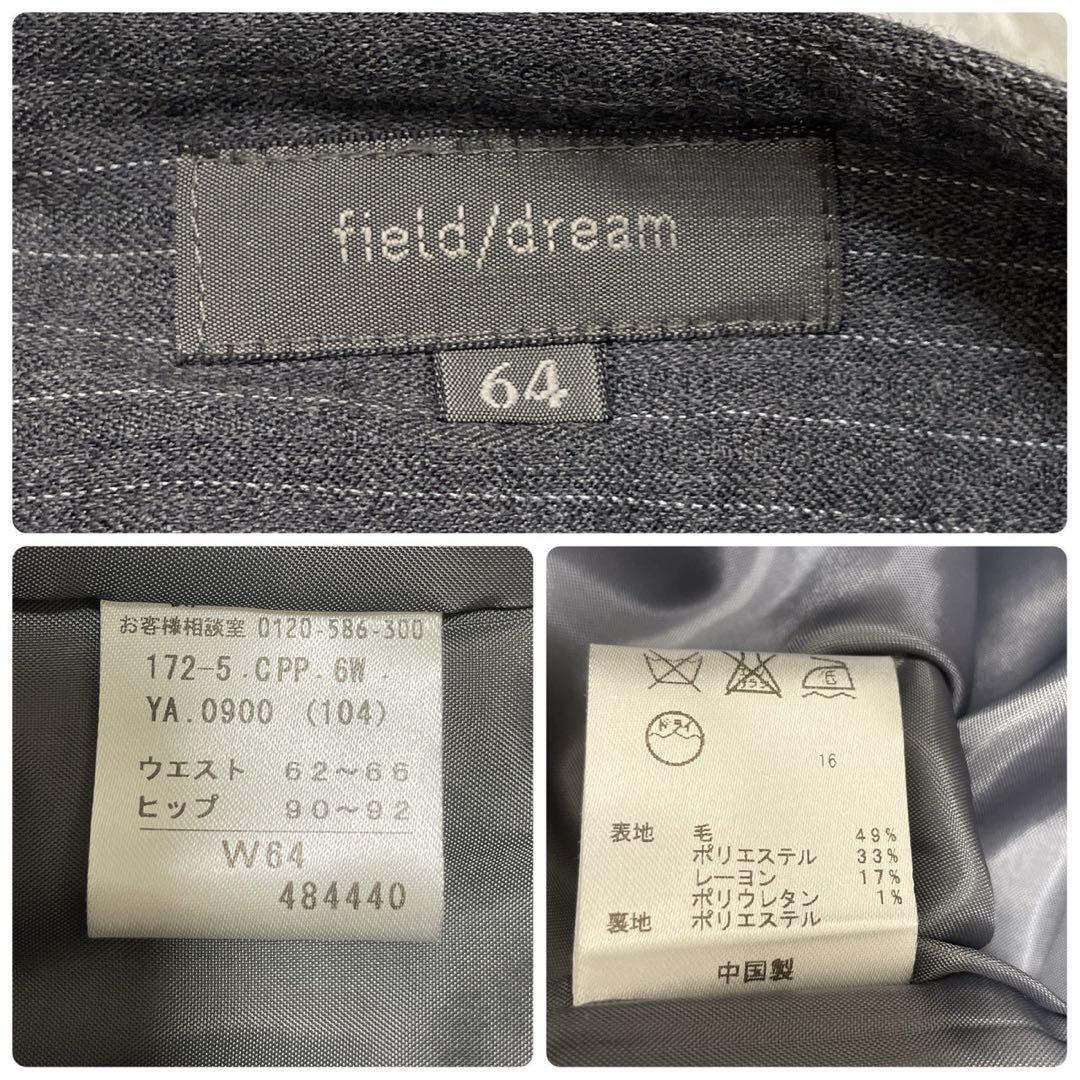 field/dream
64
お客様相談室 0120-586-300
172-5.CPP.6W.
YA.0900 (104)
ウエスト 62～66
ヒップ 90～92
W64
484440
ドライ
16
表地 毛 49%
ポリエステル 33%
レーヨン 17%
ポリウレタン 1%
裏地 ポリエステル
中国製